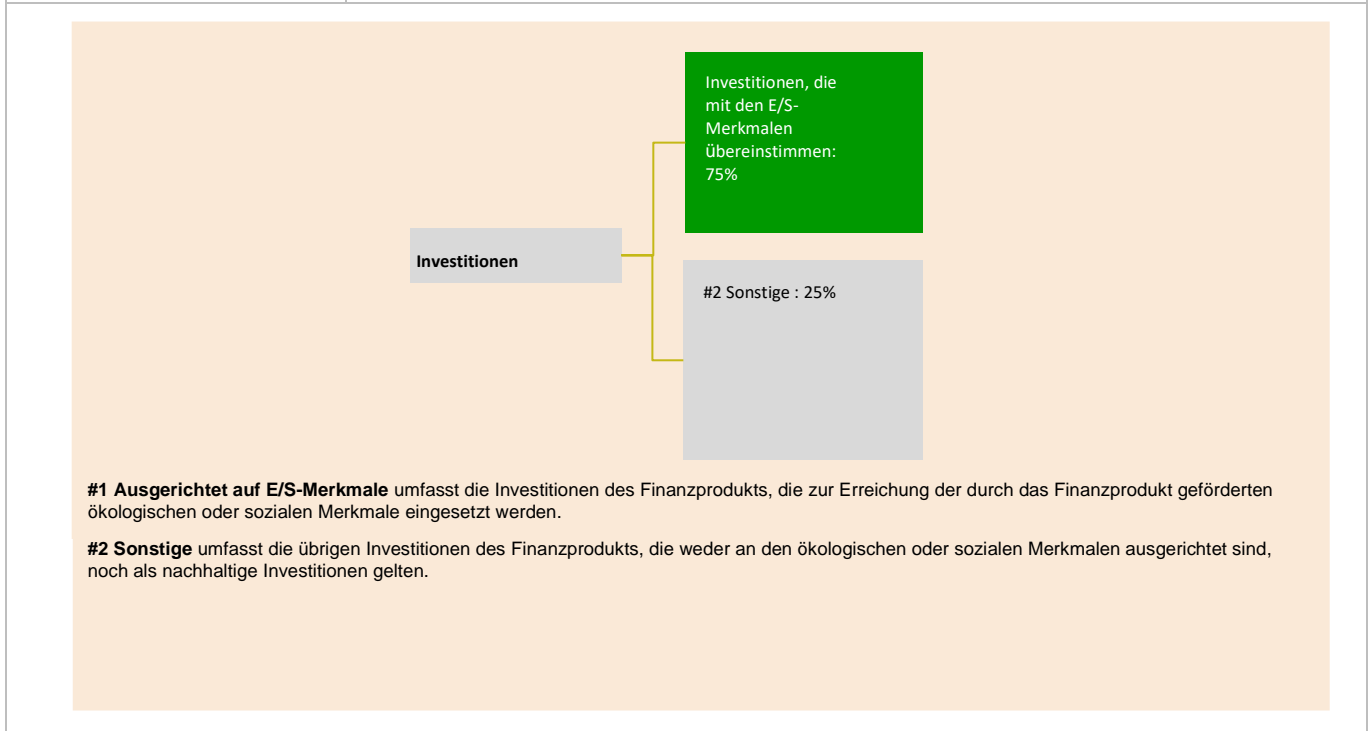 Investitionen, die
mit den E/S-
Merkmalen
übereinstimmen:
75%
Investitionen
#2 Sonstige : 25%
#1 Ausgerichtet auf E/S-Merkmale umfasst die Investitionen des Finanzprodukts, die zur Erreichung der durch das Finanzprodukt geförderten
ökologischen oder sozialen Merkmale eingesetzt werden.
#2 Sonstige umfasst die übrigen Investitionen des Finanzprodukts, die weder an den ökologischen oder sozialen Merkmalen ausgerichtet sind,
noch als nachhaltige Investitionen gelten.